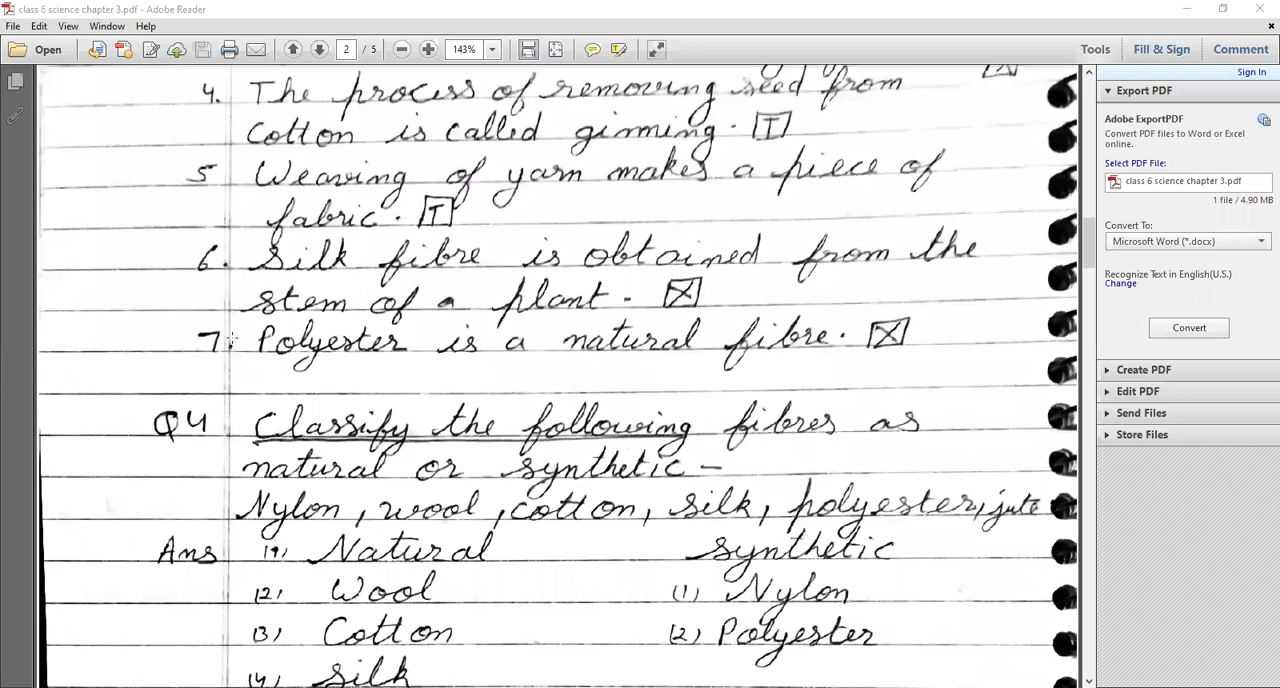 class 6 science chapter 3.pdf - Adobe Reader
File Edit View Window Help
Open 2 / 5 143% Tools Fill & Sign Comment
Sign In
4. The process of removing seed from
cotton is called ginning. T
5 Weaving of yarn makes a piece of
fabric. T
6. Silk fibre is obtained from the
stem of a plant. X
7. Polyester is a natural fibre. X
Q4 Classify the following fibres as
natural or synthetic -
Nylon, wool, cotton, silk, polyester, jute
Ans (1) Natural synthetic
(2) Wool (1) Nylon
(3) Cotton (2) Polyester
(4) Silk
Export PDF
Adobe ExportPDF
Convert PDF files to Word or Excel
online.
Select PDF File:
class 6 science chapter 3.pdf
1 file / 4.90 MB
Convert To:
Microsoft Word (*.docx)
Recognize Text in English(U.S.)
Change
Convert
Create PDF
Edit PDF
Send Files
Store Files